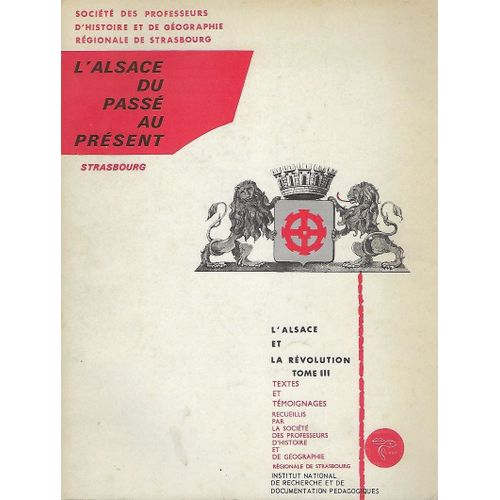 SOCIÉTÉ DES PROFESSEURS
D'HISTOIRE ET DE GÉOGRAPHIE
RÉGIONALE DE STRASBOURG
L'ALSACE
DU
PASSÉ
AU
PRÉSENT
STRASBOURG
L'ALSACE
ET
LA RÉVOLUTION
TOME III
TEXTES
ET
TÉMOIGNAGES
RECUEILLIS
PAR
LA SOCIÉTÉ
DES PROFESSEURS
D'HISTOIRE
ET
DE GÉOGRAPHIE
RÉGIONALE DE STRASBOURG
INSTITUT NATIONAL
DE RECHERCHE ET DE
DOCUMENTATION PEDAGOGIQUES